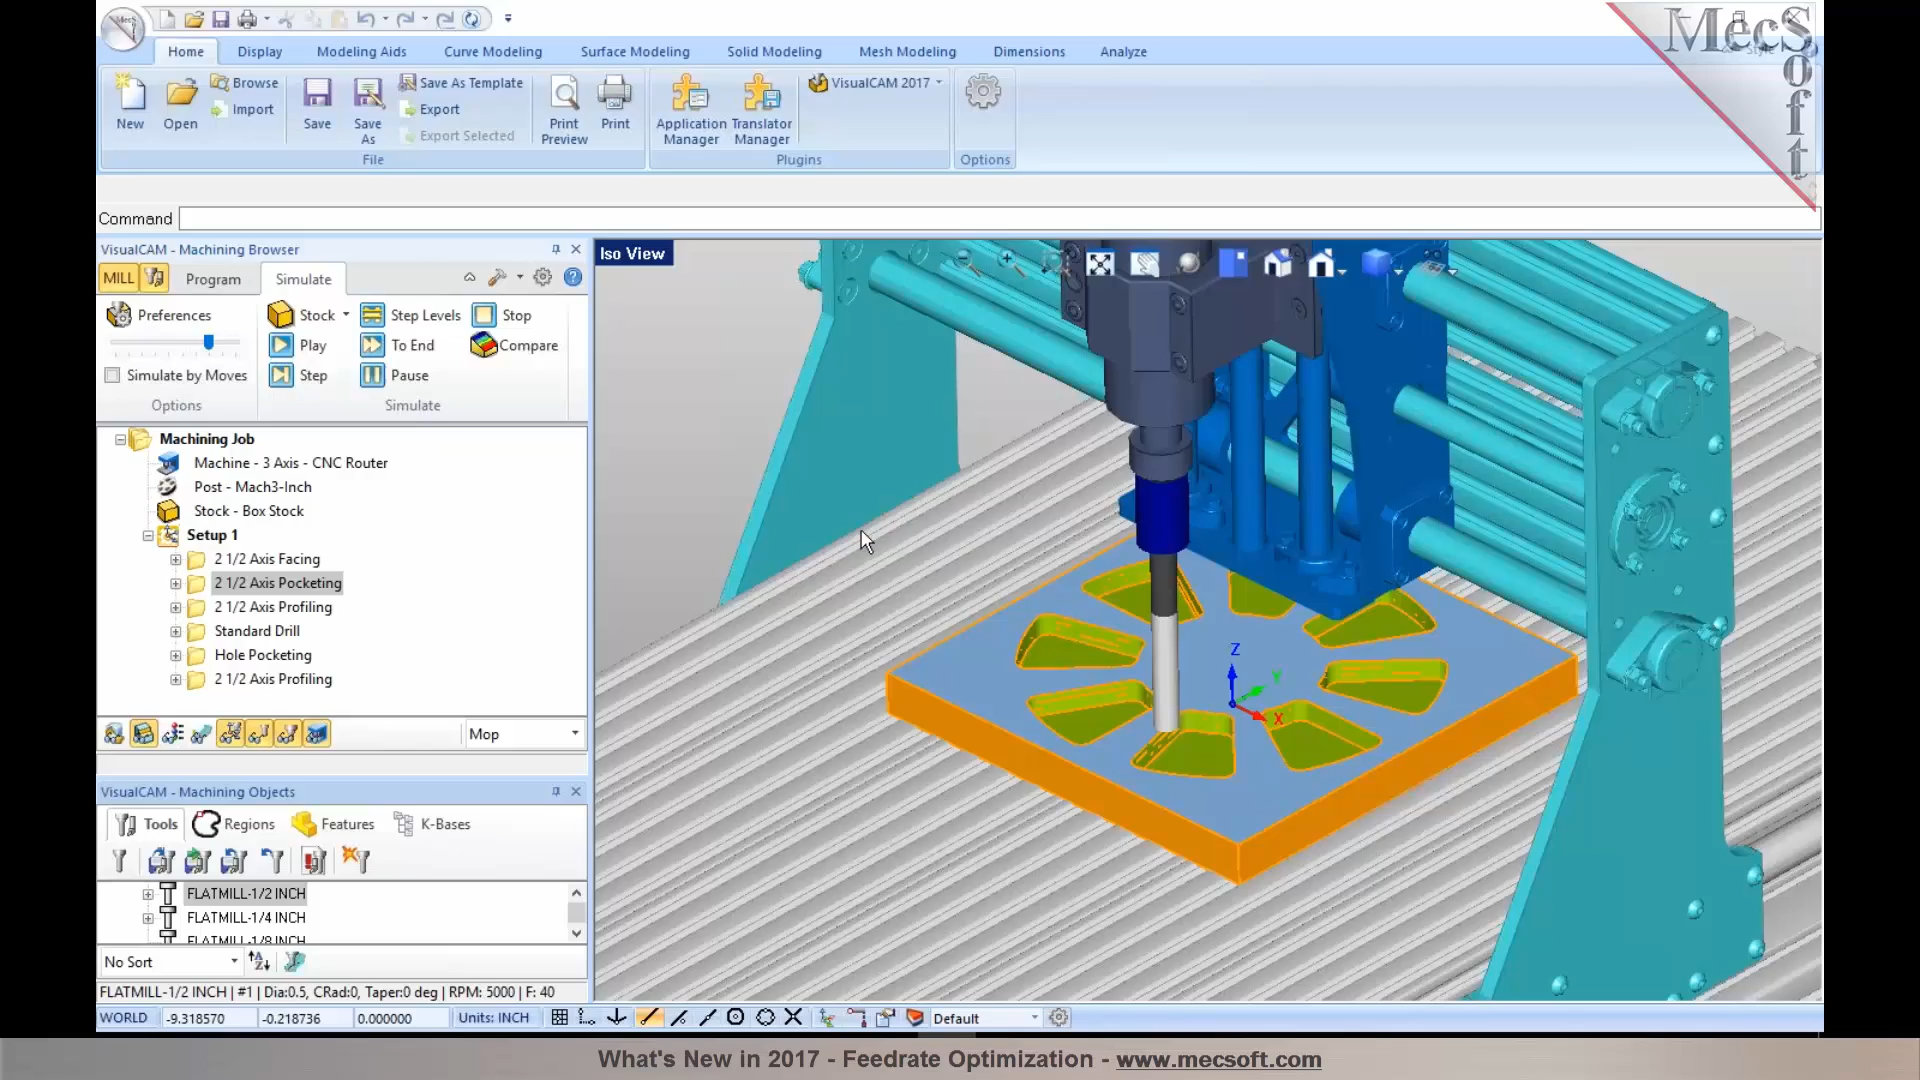 MecSoft
Home Display Modeling Aids Curve Modeling Surface Modeling Solid Modeling Mesh Modeling Dimensions Analyze
New Open Browse Import Save Save As Save As Template Export Export Selected Print Preview Print Application Manager Translator Manager VisualCAM 2017
File Plugins Options
Command
VisualCAM - Machining Browser
Iso View
MILL Program Simulate
Preferences Stock Step Levels Stop
Play To End Compare
Simulate by Moves Step Pause
Options Simulate
Machining Job
Machine - 3 Axis - CNC Router
Post - Mach3-Inch
Stock - Box Stock
Setup 1
2 1/2 Axis Facing
2 1/2 Axis Pocketing
2 1/2 Axis Profiling
Standard Drill
Hole Pocketing
2 1/2 Axis Profiling
Z
Y
X
Mop
VisualCAM - Machining Objects
Tools Regions Features K-Bases
FLATMILL-1/2 INCH
FLATMILL-1/4 INCH
FLATMILL-1/8 INCH
No Sort
FLATMILL-1/2 INCH | #1 | Dia:0.5, CRad:0, Taper:0 deg | RPM: 5000 | F: 40
WORLD -9.318570 -0.218736 0.000000 Units: INCH Default
What's New in 2017 - Feedrate Optimization - www.mecsoft.com